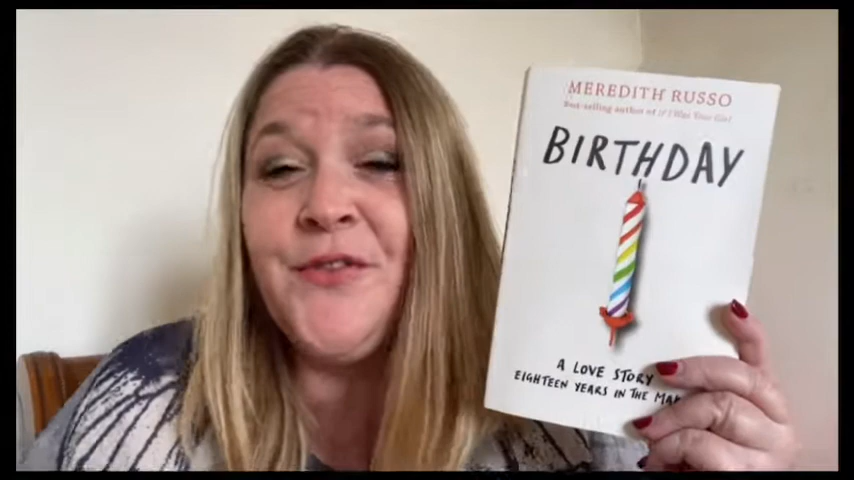 MEREDITH RUSSO
Best-selling author of If I Was Your Girl
BIRTHDAY
A LOVE STORY
EIGHTEEN YEARS IN THE